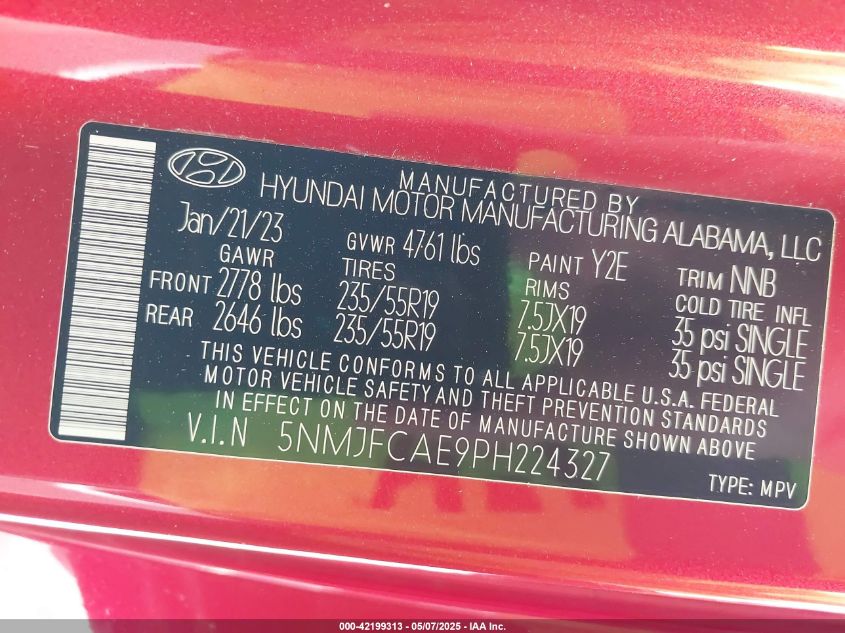 MANUFACTURED BY
HYUNDAI MOTOR MANUFACTURING ALABAMA, LLC
Jan/21/23 GVWR 4761 lbs PAINT Y2E TRIM NNB
GAWR TIRES RIMS COLD TIRE INFL
FRONT 2778 lbs 235/55R19 7.5JX19 35 psi SINGLE
REAR 2646 lbs 235/55R19 7.5JX19 35 psi SINGLE
THIS VEHICLE CONFORMS TO ALL APPLICABLE U.S.A. FEDERAL
MOTOR VEHICLE SAFETY AND THEFT PREVENTION STANDARDS
IN EFFECT ON THE DATE OF MANUFACTURE SHOWN ABOVE
V.I.N 5NMJFCAE9PH224327
TYPE: MPV
000-42199313 - 05/07/2025 - IAA Inc.